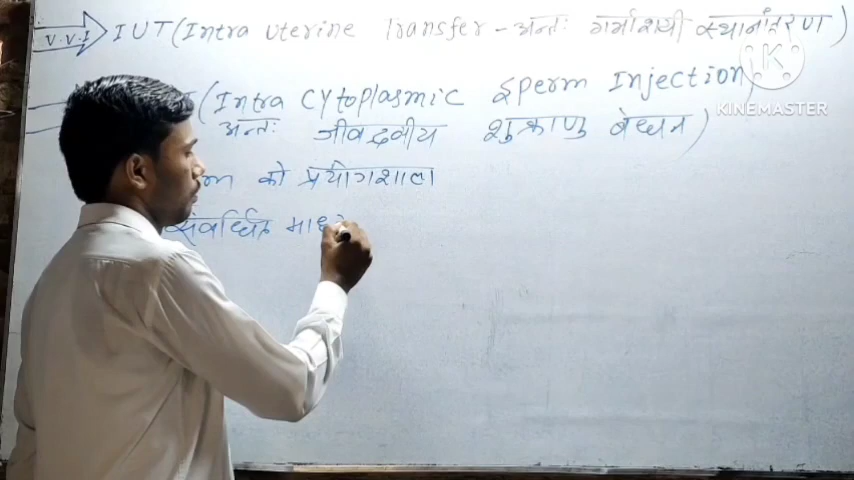 V.V.I IUT (Intra Uterine Transfer - अन्तः गर्भाशयी स्थानांतरण)
(Intra Cytoplasmic Sperm Injection
अन्तः जीवद्रवीय शुक्राणु बेधन)
को प्रयोगशाला
संवर्धित माध्
K
KINEMASTER